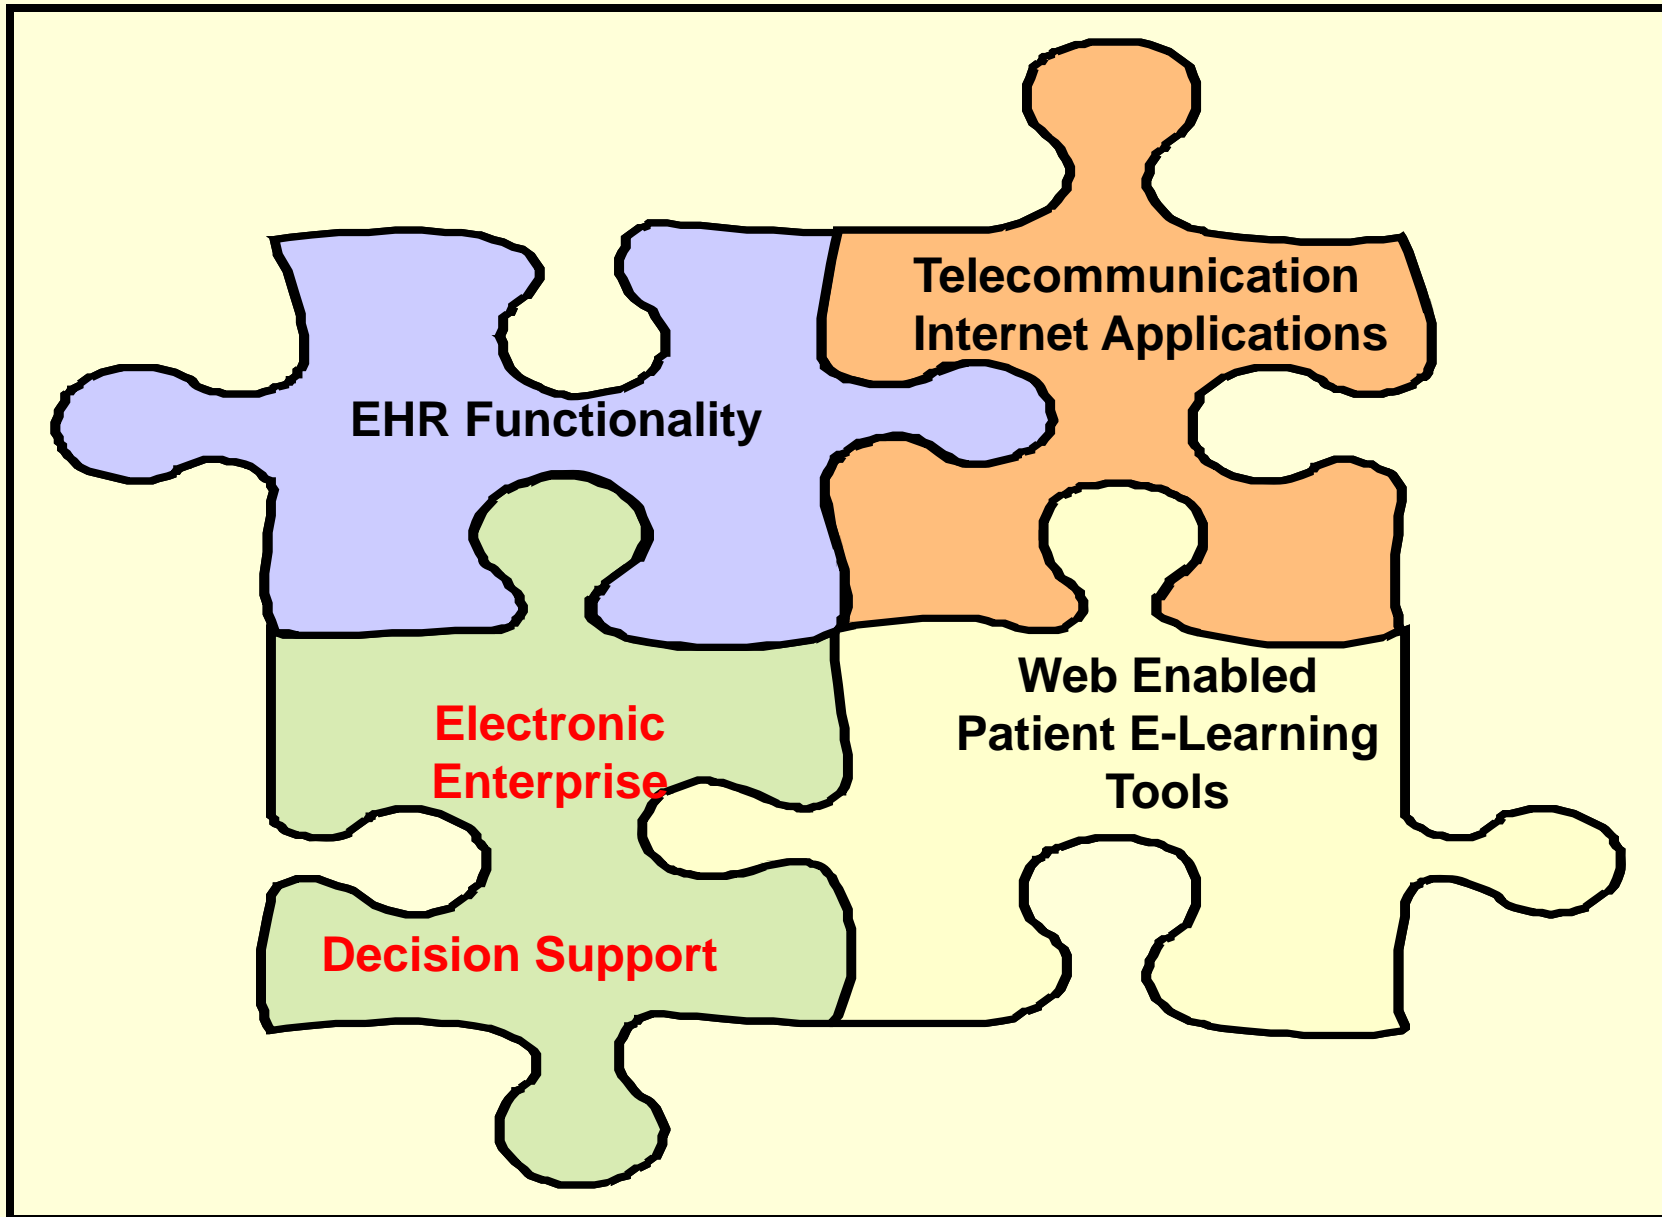 Telecommunication
Internet Applications
EHR Functionality
Web Enabled
Patient E-Learning
Tools
Electronic
Enterprise
Decision Support